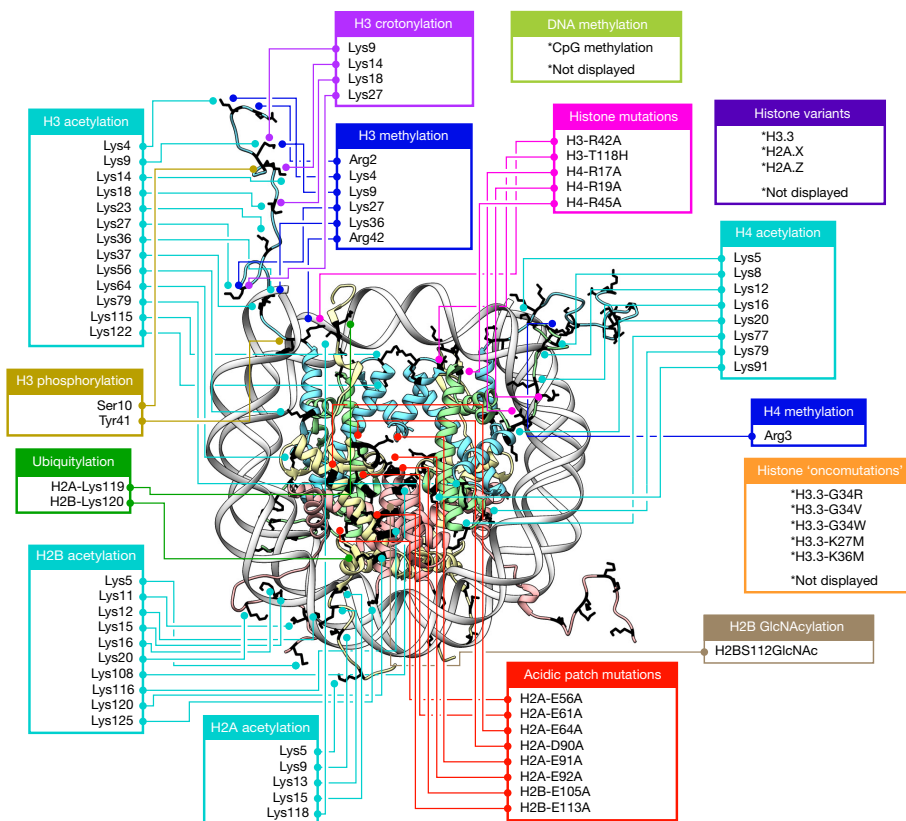 H3 crotonylation
Lys9
Lys14
Lys18
Lys27
DNA methylation
*CpG methylation
*Not displayed
H3 acetylation
Lys4
Lys9
Lys14
Lys18
Lys23
Lys27
Lys36
Lys37
Lys56
Lys64
Lys79
Lys115
Lys122
H3 methylation
Arg2
Lys4
Lys9
Lys27
Lys36
Arg42
Histone mutations
H3-R42A
H3-T118H
H4-R17A
H4-R19A
H4-R45A
Histone variants
*H3.3
*H2A.X
*H2A.Z
*Not displayed
H4 acetylation
Lys5
Lys8
Lys12
Lys16
Lys20
Lys77
Lys79
Lys91
H3 phosphorylation
Ser10
Tyr41
H4 methylation
Arg3
Ubiquitylation
H2A-Lys119
H2B-Lys120
Histone ‘oncomutations’
*H3.3-G34R
*H3.3-G34V
*H3.3-G34W
*H3.3-K27M
*H3.3-K36M
*Not displayed
H2B acetylation
Lys5
Lys11
Lys12
Lys15
Lys16
Lys20
Lys108
Lys116
Lys120
Lys125
H2B GlcNAcylation
H2BS112GlcNAc
Acidic patch mutations
H2A-E56A
H2A-E61A
H2A-E64A
H2A-D90A
H2A-E91A
H2A-E92A
H2B-E105A
H2B-E113A
H2A acetylation
Lys5
Lys9
Lys13
Lys15
Lys118